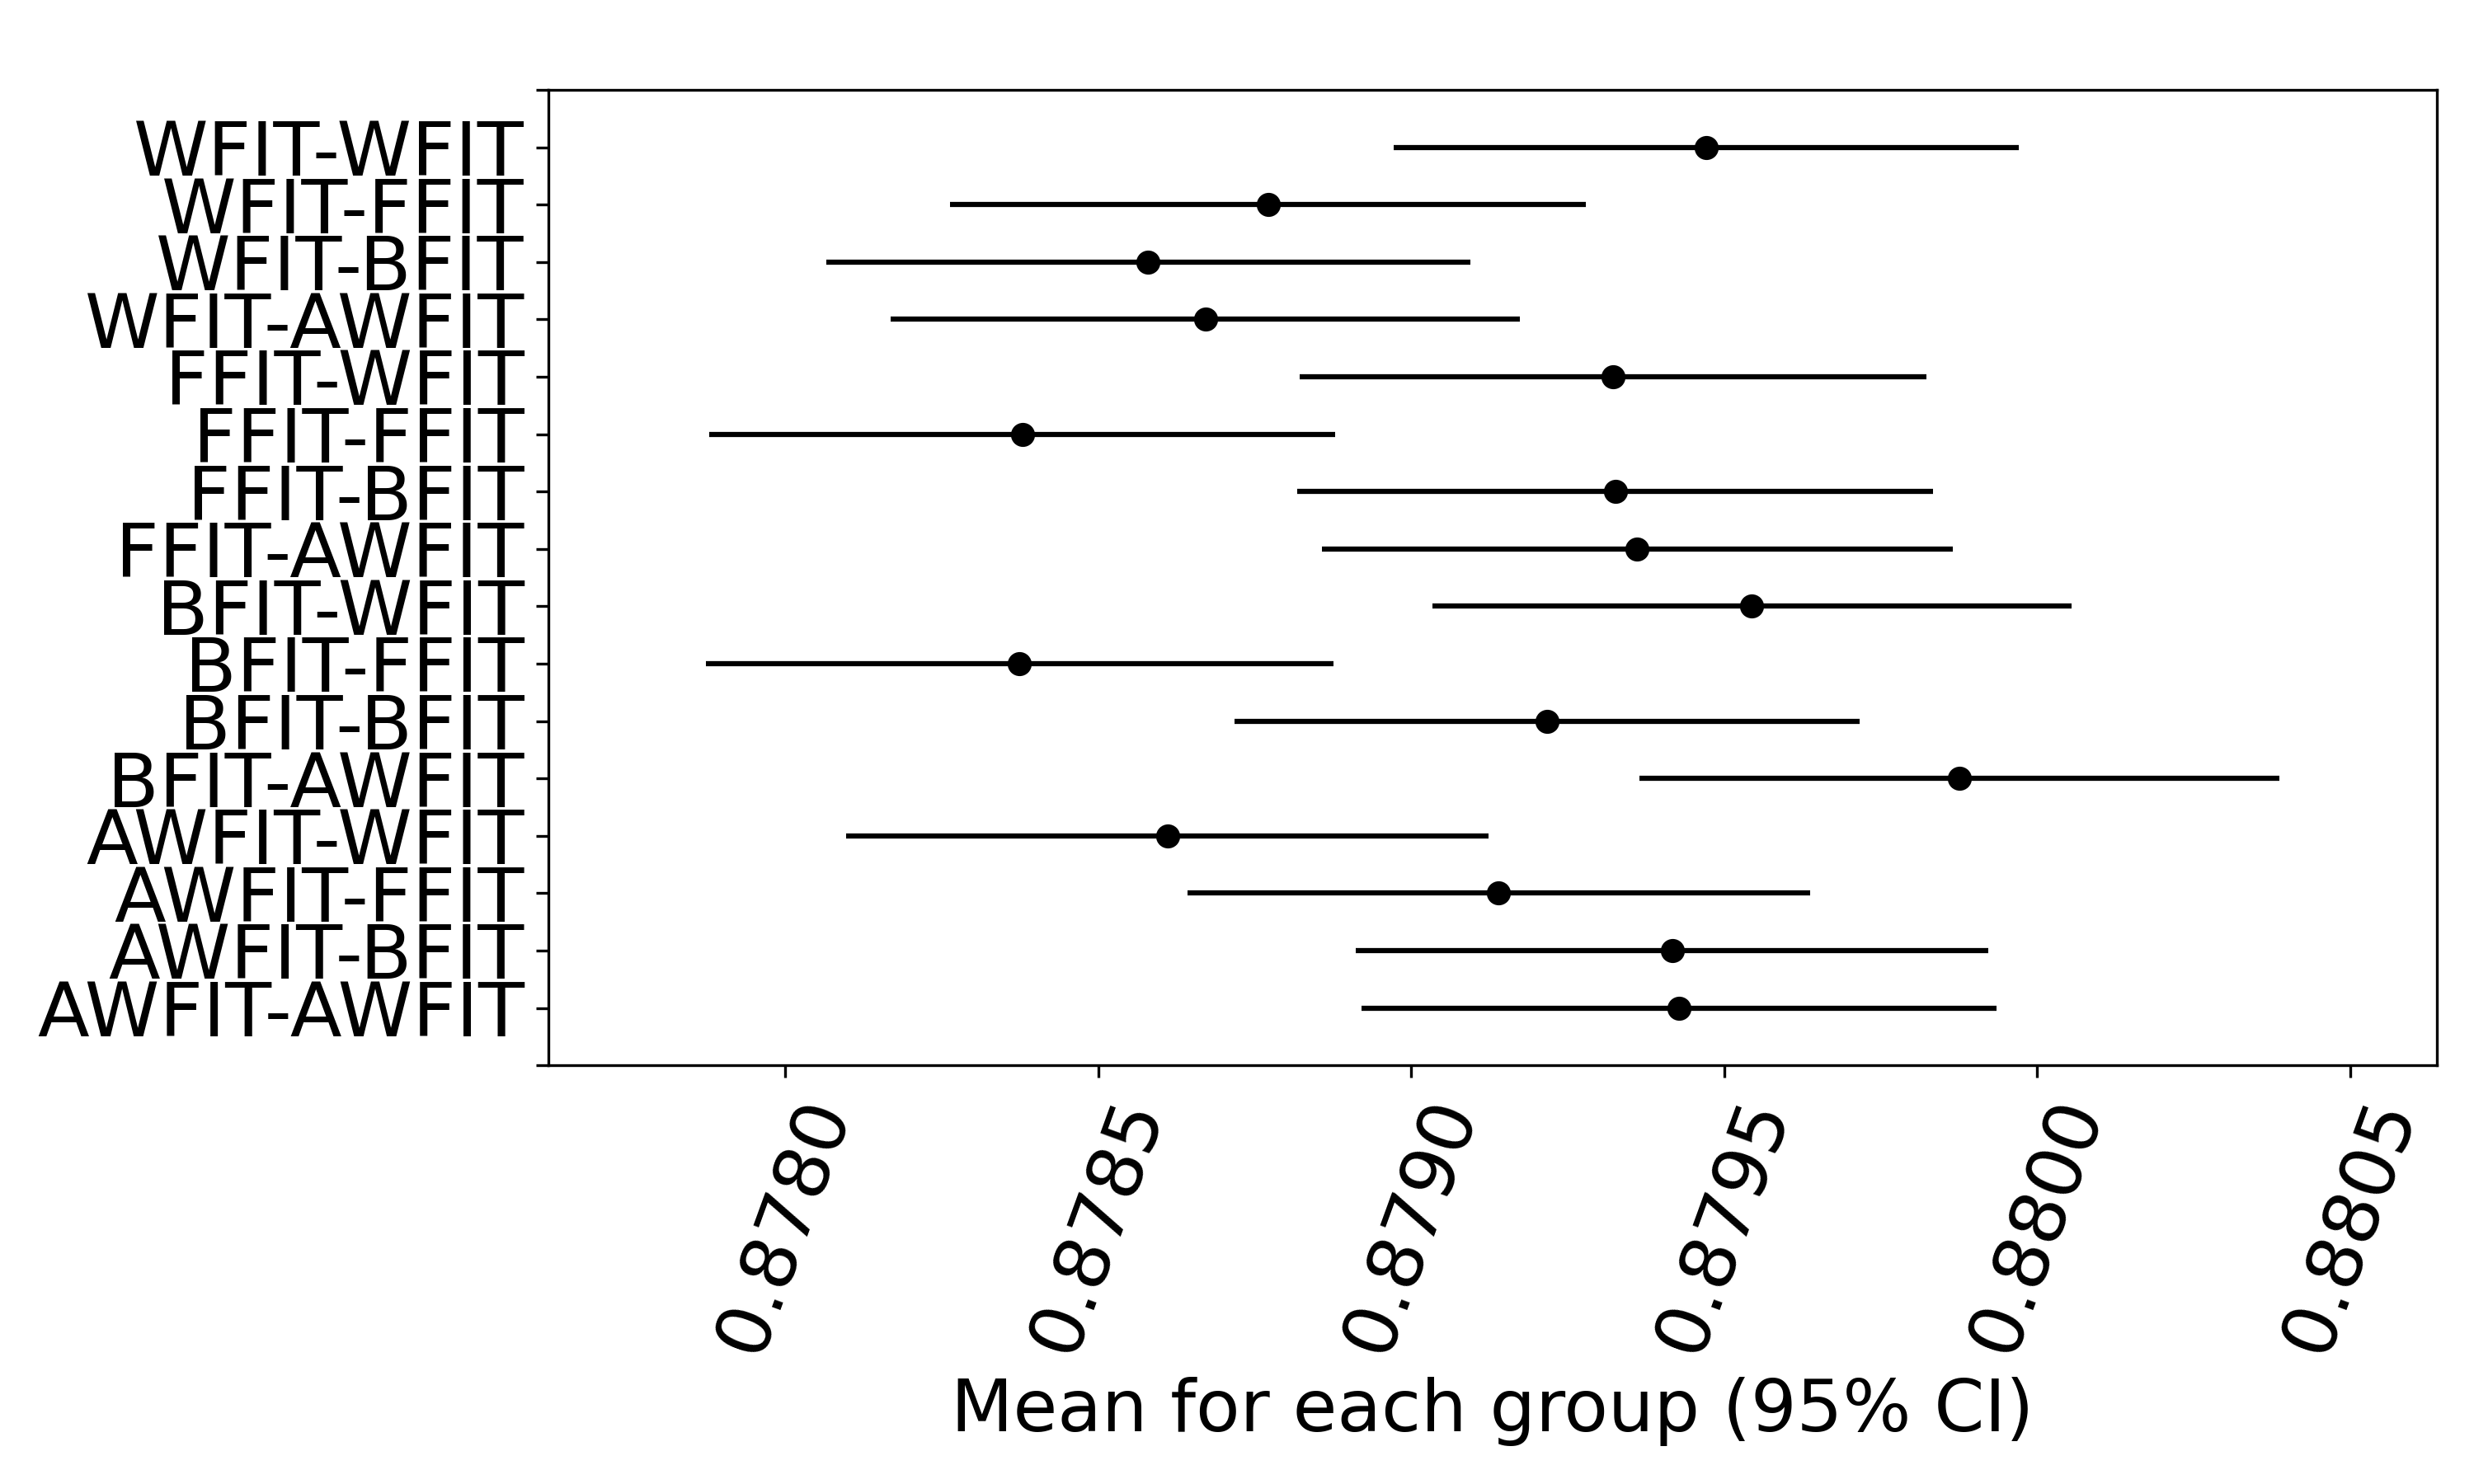 WFIT-WFIT
WFIT-FFIT
WFIT-BFIT
WFIT-AWFIT
FFIT-WFIT
FFIT-FFIT
FFIT-BFIT
FFIT-AWFIT
BFIT-WFIT
BFIT-FFIT
BFIT-BFIT
BFIT-AWFIT
AWFIT-WFIT
AWFIT-FFIT
AWFIT-BFIT
AWFIT-AWFIT
0.8780
0.8785
0.8790
0.8795
0.8800
0.8805
Mean for each group (95% CI)